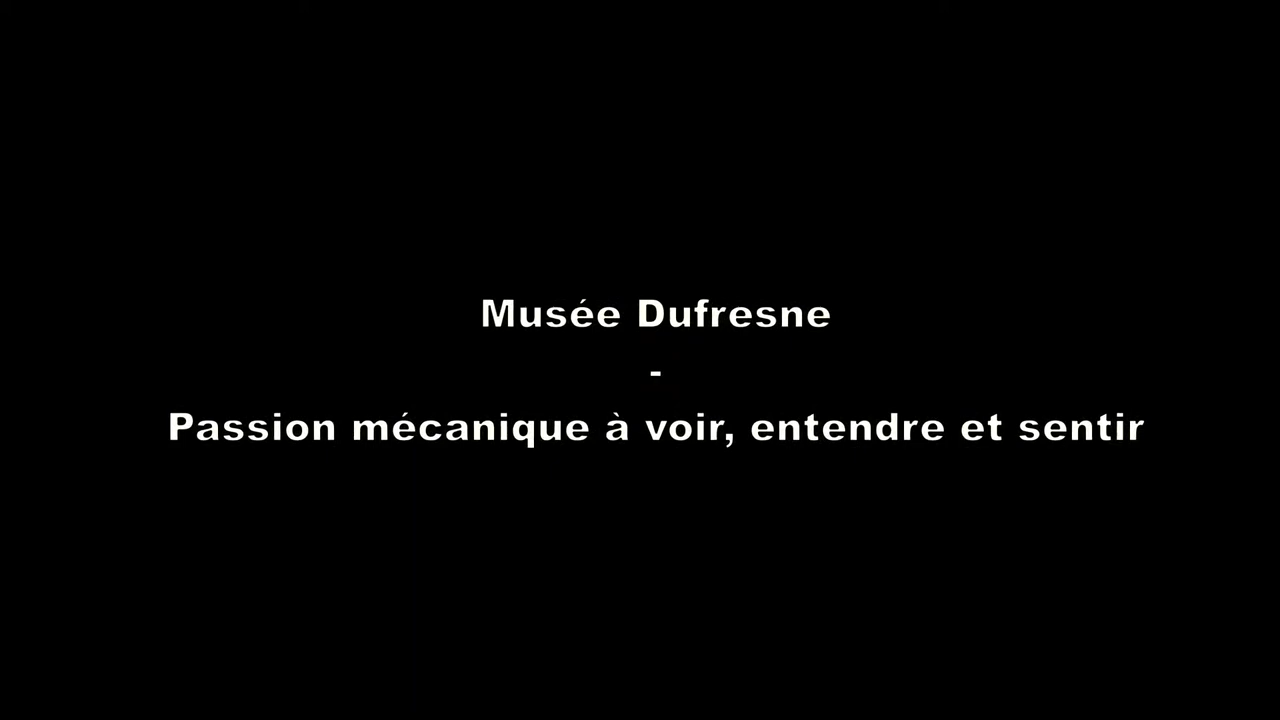 Musée Dufresne
-
Passion mécanique à voir, entendre et sentir